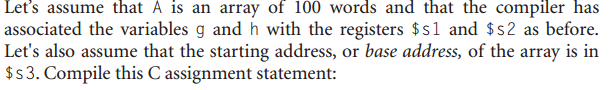 Let's assume that A is an array of 100 words and that the compiler has
associated the variables g and h with the registers $s1 and $s2 as before.
Let's also assume that the starting address, or base address, of the array is in
$s3. Compile this C assignment statement: